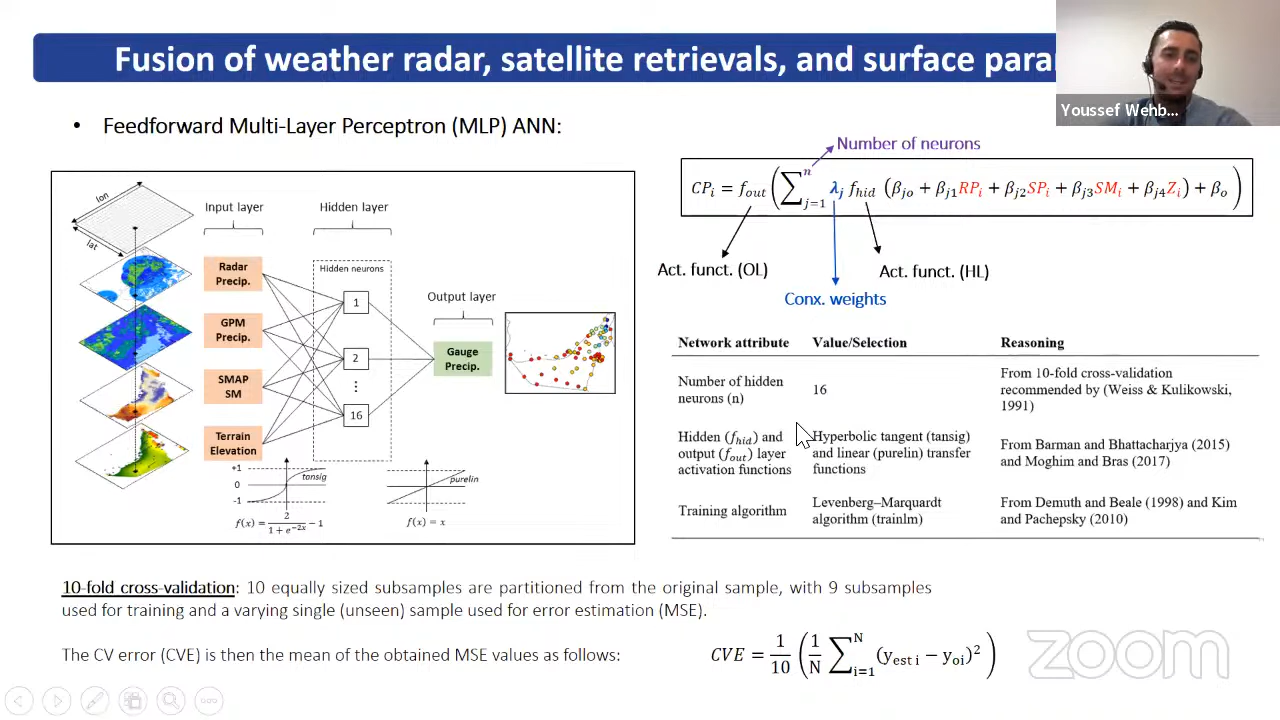 Fusion of weather radar, satellite retrievals, and surface para
Youssef Wehb...
• Feedforward Multi-Layer Perceptron (MLP) ANN:
Number of neurons
CP_i = f_out ( ∑_{j=1}^{n} λ_j f_hid (β_jo + β_j1 RP_i + β_j2 SP_i + β_j3 SM_i + β_j4 Z_i) + β_o )
Act. funct. (OL)
Act. funct. (HL)
Conx. weights
lon
lat
Input layer
Hidden layer
Output layer
Radar
Precip.
GPM
Precip.
SMAP
SM
Terrain
Elevation
Hidden neurons
1
2
⋮
16
Gauge
Precip.
+1
0
-1
tansig
f(x) = 2 / (1 + e^{-2x}) − 1
purelin
f(x) = x
Network attribute Value/Selection Reasoning
Number of hidden
neurons (n)
16
From 10-fold cross-validation
recommended by (Weiss & Kulikowski,
1991)
Hidden (f_hid) and
output (f_out) layer
activation functions
Hyperbolic tangent (tansig)
and linear (purelin) transfer
functions
From Barman and Bhattacharjya (2015)
and Moghim and Bras (2017)
Training algorithm
Levenberg–Marquardt
algorithm (trainlm)
From Demuth and Beale (1998) and Kim
and Pachepsky (2010)
10-fold cross-validation: 10 equally sized subsamples are partitioned from the original sample, with 9 subsamples
used for training and a varying single (unseen) sample used for error estimation (MSE).
The CV error (CVE) is then the mean of the obtained MSE values as follows:
CVE = 1/10 ( 1/N ∑_{i=1}^{N} (y_est i − y_oi)² )
zoom